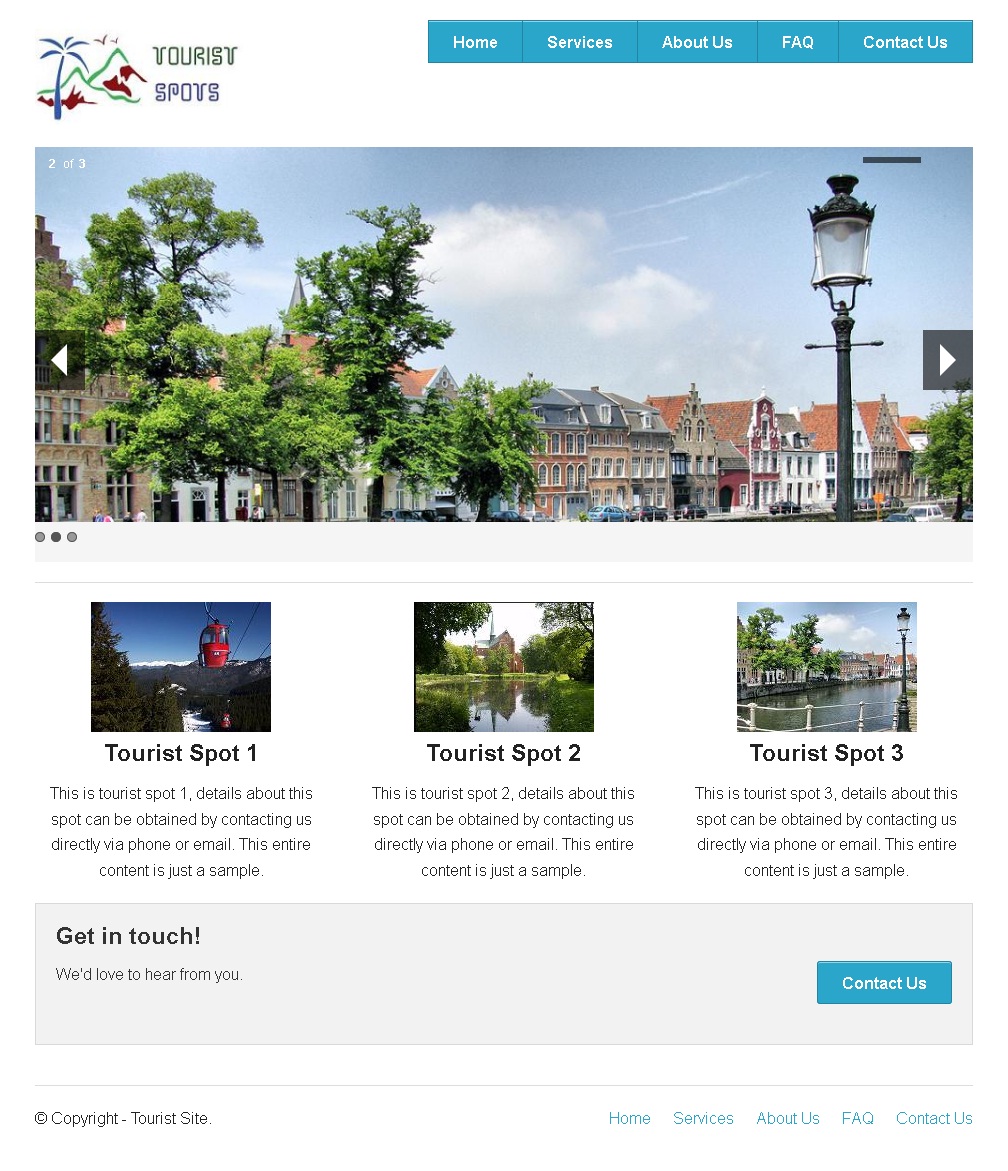 TOURIST
SPOTS
Home Services About Us FAQ Contact Us
2 of 3
Tourist Spot 1
This is tourist spot 1, details about this
spot can be obtained by contacting us
directly via phone or email. This entire
content is just a sample.
Tourist Spot 2
This is tourist spot 2, details about this
spot can be obtained by contacting us
directly via phone or email. This entire
content is just a sample.
Tourist Spot 3
This is tourist spot 3, details about this
spot can be obtained by contacting us
directly via phone or email. This entire
content is just a sample.
Get in touch!
We'd love to hear from you.
Contact Us
© Copyright - Tourist Site.
Home Services About Us FAQ Contact Us